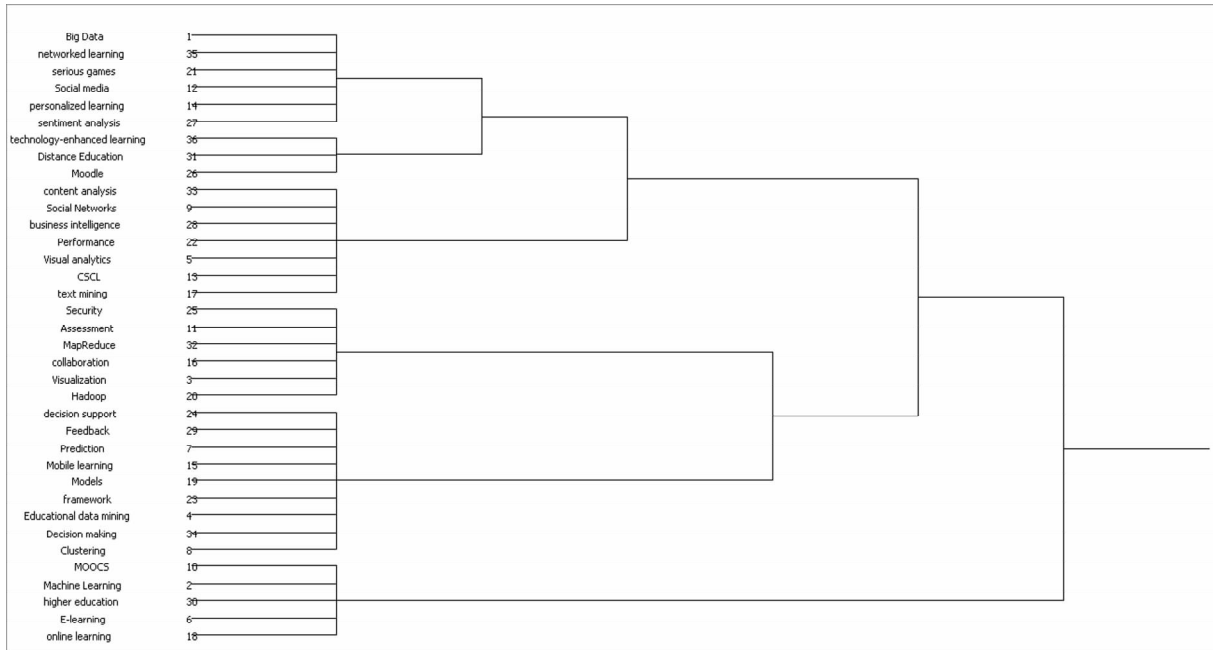 Big Data 1
networked learning 35
serious games 21
Social media 12
personalized learning 14
sentiment analysis 27
technology-enhanced learning 36
Distance Education 31
Moodle 26
content analysis 33
Social Networks 9
business intelligence 28
Performance 22
Visual analytics 5
CSCL 13
text mining 17
Security 25
Assessment 11
MapReduce 32
collaboration 16
Visualization 3
Hadoop 20
decision support 24
Feedback 29
Prediction 7
Mobile learning 15
Models 19
framework 23
Educational data mining 4
Decision making 34
Clustering 8
MOOCS 10
Machine Learning 2
higher education 30
E-learning 6
online learning 18